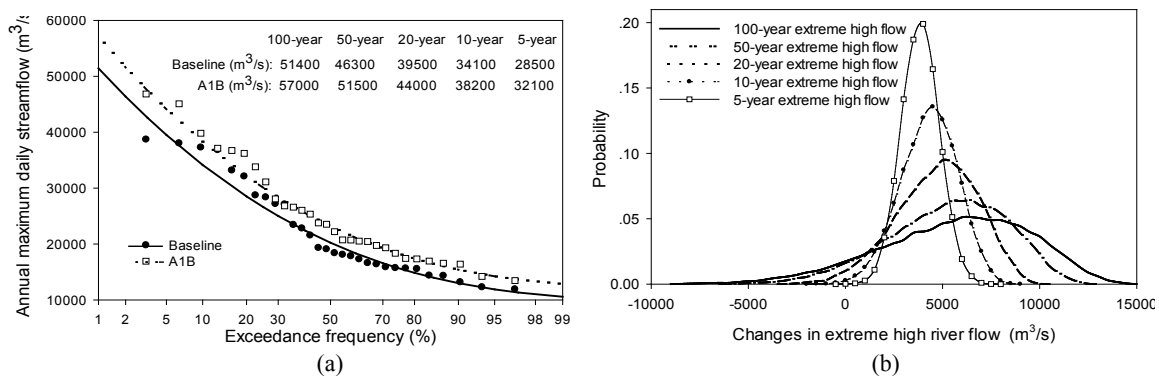 60000
50000
40000
30000
20000
10000
Annual maximum daily streamflow (m³/s
100-year 50-year 20-year 10-year 5-year
Baseline (m³/s): 51400 46300 39500 34100 28500
A1B (m³/s): 57000 51500 44000 38200 32100
Baseline
A1B
1 2 5 10 20 30 40 50 60 70 80 90 95 98 99
Exceedance frequency (%)
(a)
.20
.15
.10
.05
0.00
Probability
100-year extreme high flow
50-year extreme high flow
20-year extreme high flow
10-year extreme high flow
5-year extreme high flow
-9000 -5000 0 5000 10000 15000
Changes in extreme high river flow (m³/s)
(b)